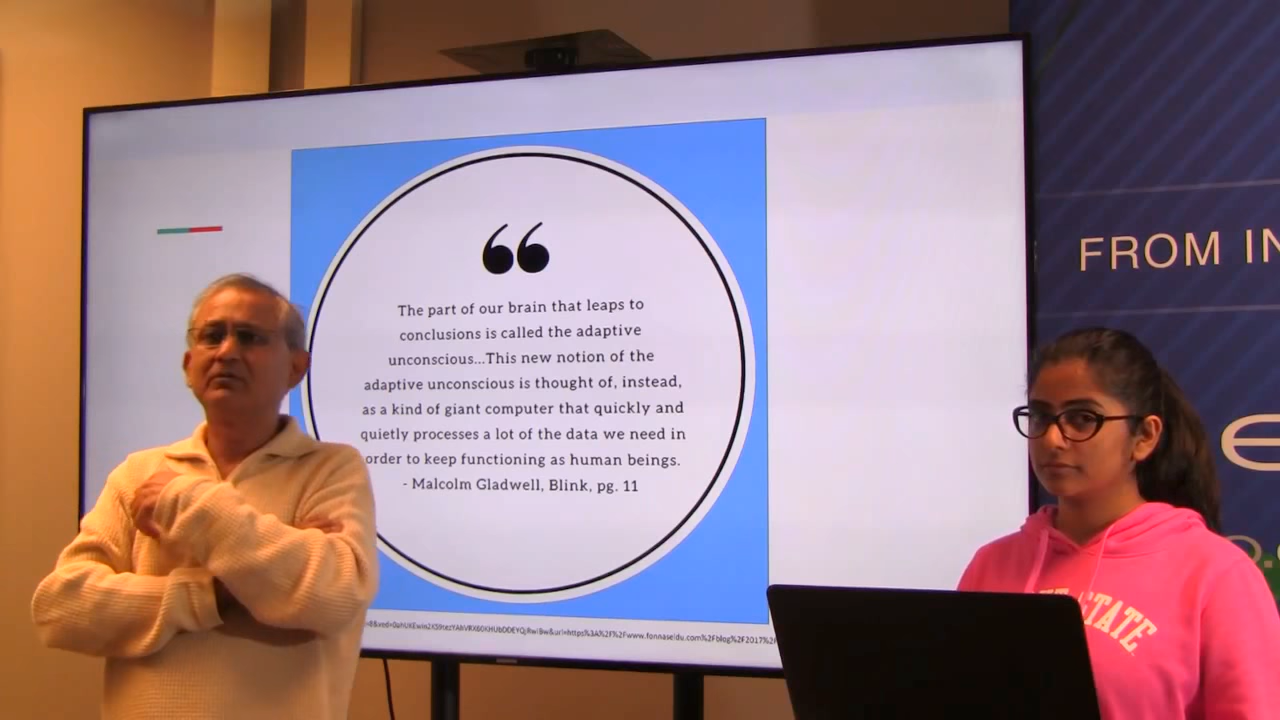 ❝
The part of our brain that leaps to
conclusions is called the adaptive
unconscious...This new notion of the
adaptive unconscious is thought of, instead,
as a kind of giant computer that quickly and
quietly processes a lot of the data we need in
order to keep functioning as human beings.
- Malcolm Gladwell, Blink, pg. 11
FROM IN
e
STATE